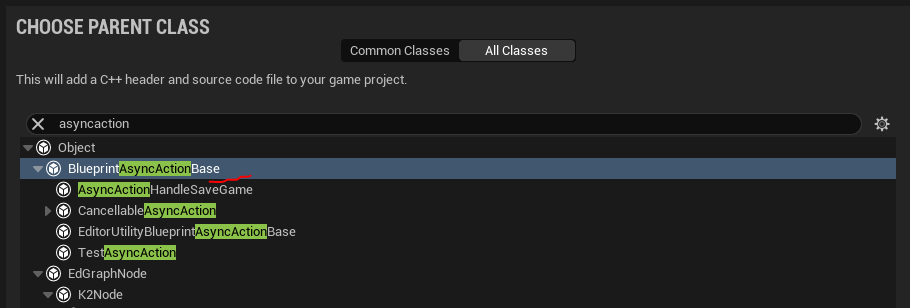 CHOOSE PARENT CLASS
Common Classes All Classes
This will add a C++ header and source code file to your game project.
asyncaction
Object
BlueprintAsyncActionBase
AsyncActionHandleSaveGame
CancellableAsyncAction
EditorUtilityBlueprintAsyncActionBase
TestAsyncAction
EdGraphNode
K2Node